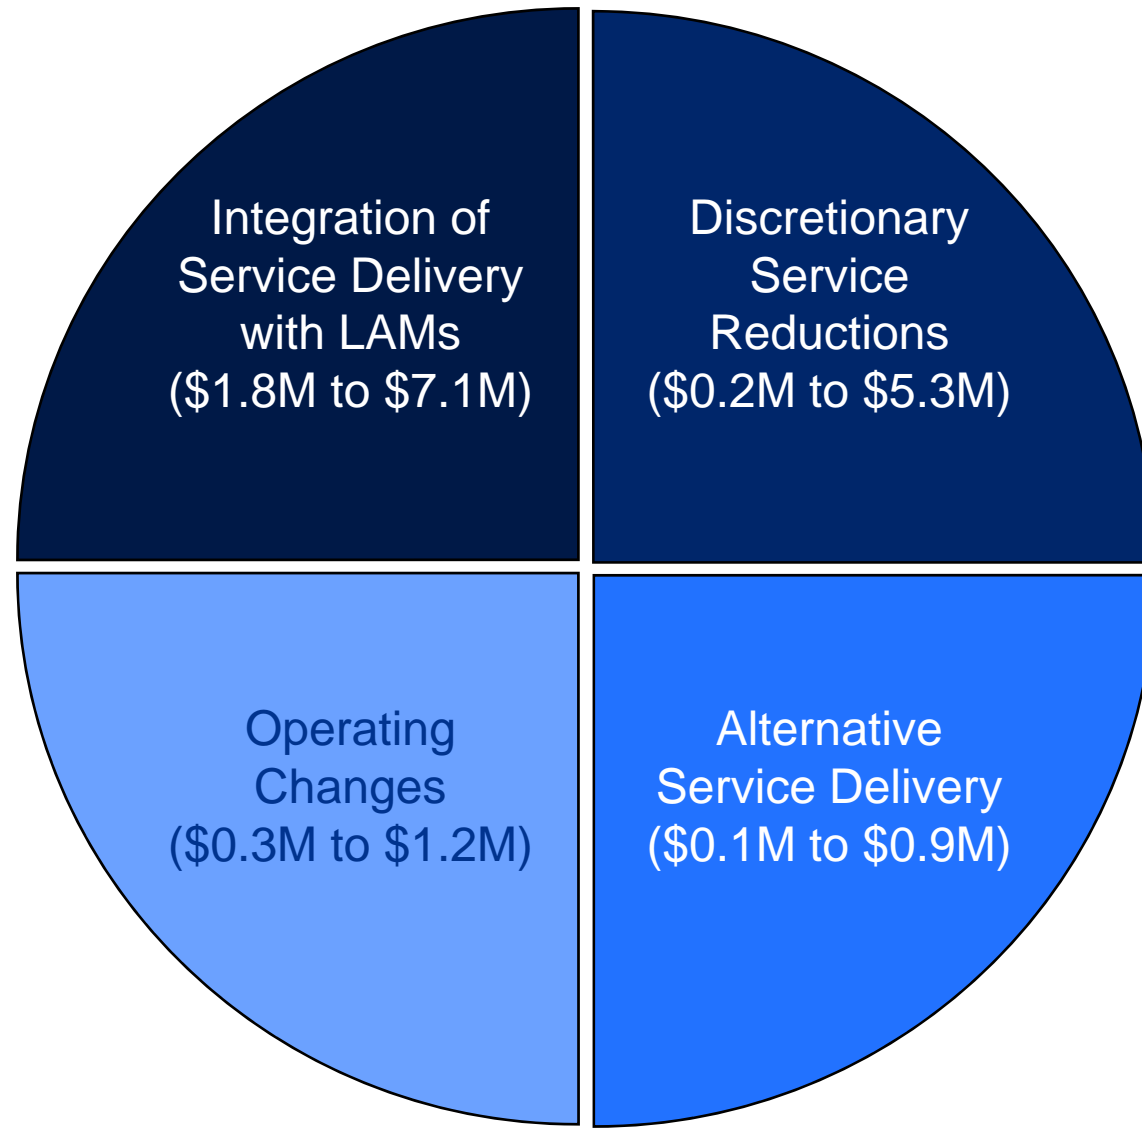 Integration of
Service Delivery
with LAMs
($1.8M to $7.1M)
Discretionary
Service
Reductions
($0.2M to $5.3M)
Operating
Changes
($0.3M to $1.2M)
Alternative
Service Delivery
($0.1M to $0.9M)